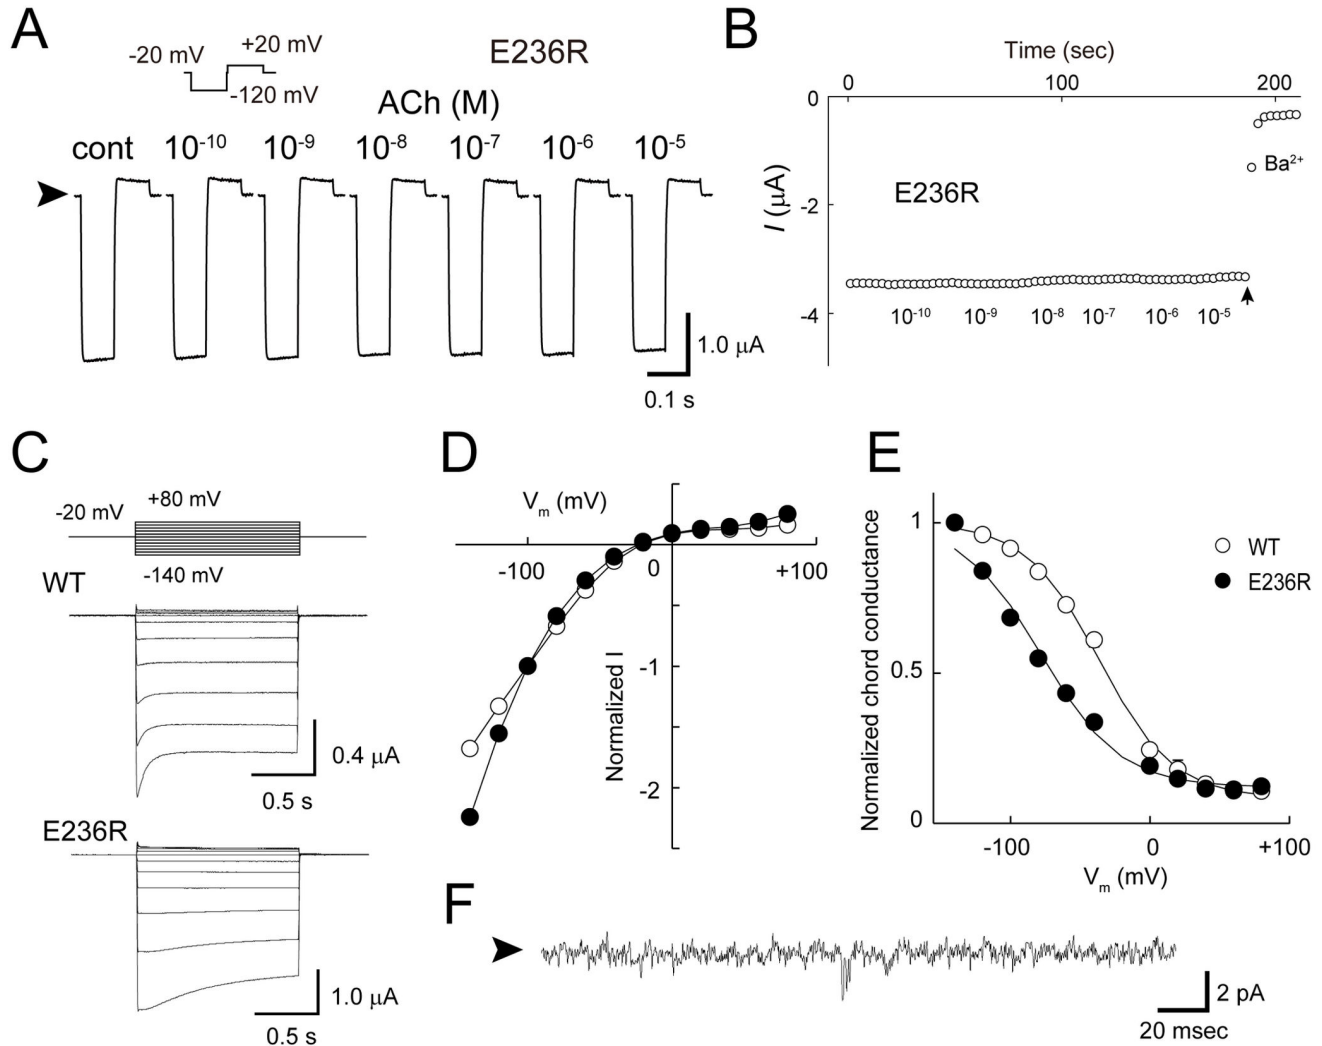 A
-20 mV
+20 mV
-120 mV
E236R
ACh (M)
cont 10-10 10-9 10-8 10-7 10-6 10-5
1.0 μA
0.1 s
B
Time (sec)
0 100 200
0
-2
-4
I (μA)
E236R
Ba2+
10-10 10-9 10-8 10-7 10-6 10-5
C
-20 mV
+80 mV
-140 mV
WT
0.4 μA
0.5 s
E236R
1.0 μA
0.5 s
D
Vm (mV)
-100 0 +100
-1
-2
Normalized I
E
Normalized chord conductance
1
0.5
0
-100 0 +100
Vm (mV)
WT
E236R
F
2 pA
20 msec